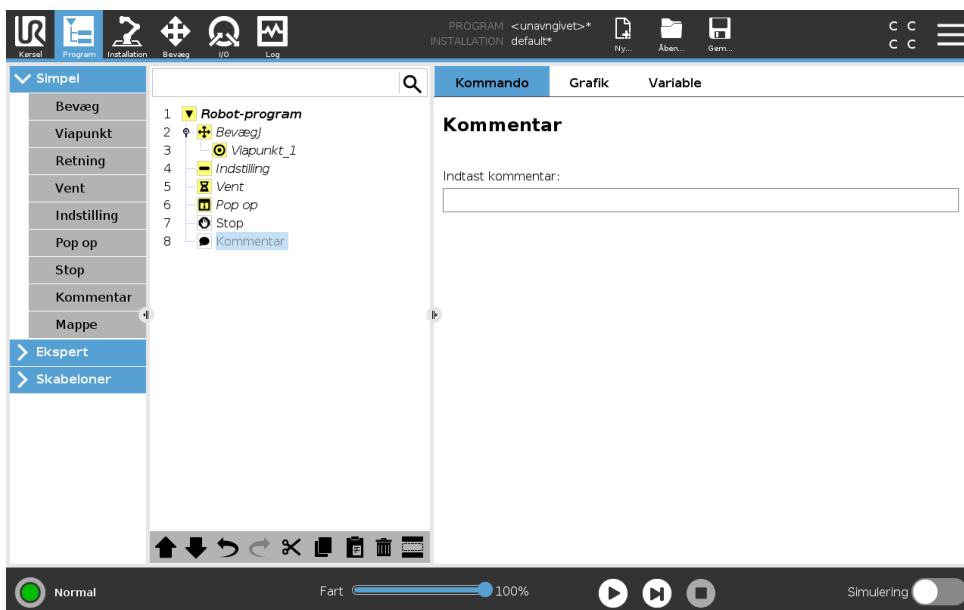 UR
Kørsel
Program
Installation
Bevæg
I/O
Log
PROGRAM <unavngivet>*
INSTALLATION default*
Ny...
Åben...
Gem...
C C
C C
Simpel
Bevæg
Viapunkt
Retning
Vent
Indstilling
Pop op
Stop
Kommentar
Mappe
Ekspert
Skabeloner
1 Robot-program
2 BevægJ
3 Viapunkt_1
4 Indstilling
5 Vent
6 Pop op
7 Stop
8 Kommentar
Kommando Grafik Variable
Kommentar
Indtast kommentar:
Normal
Fart 100%
Simulering